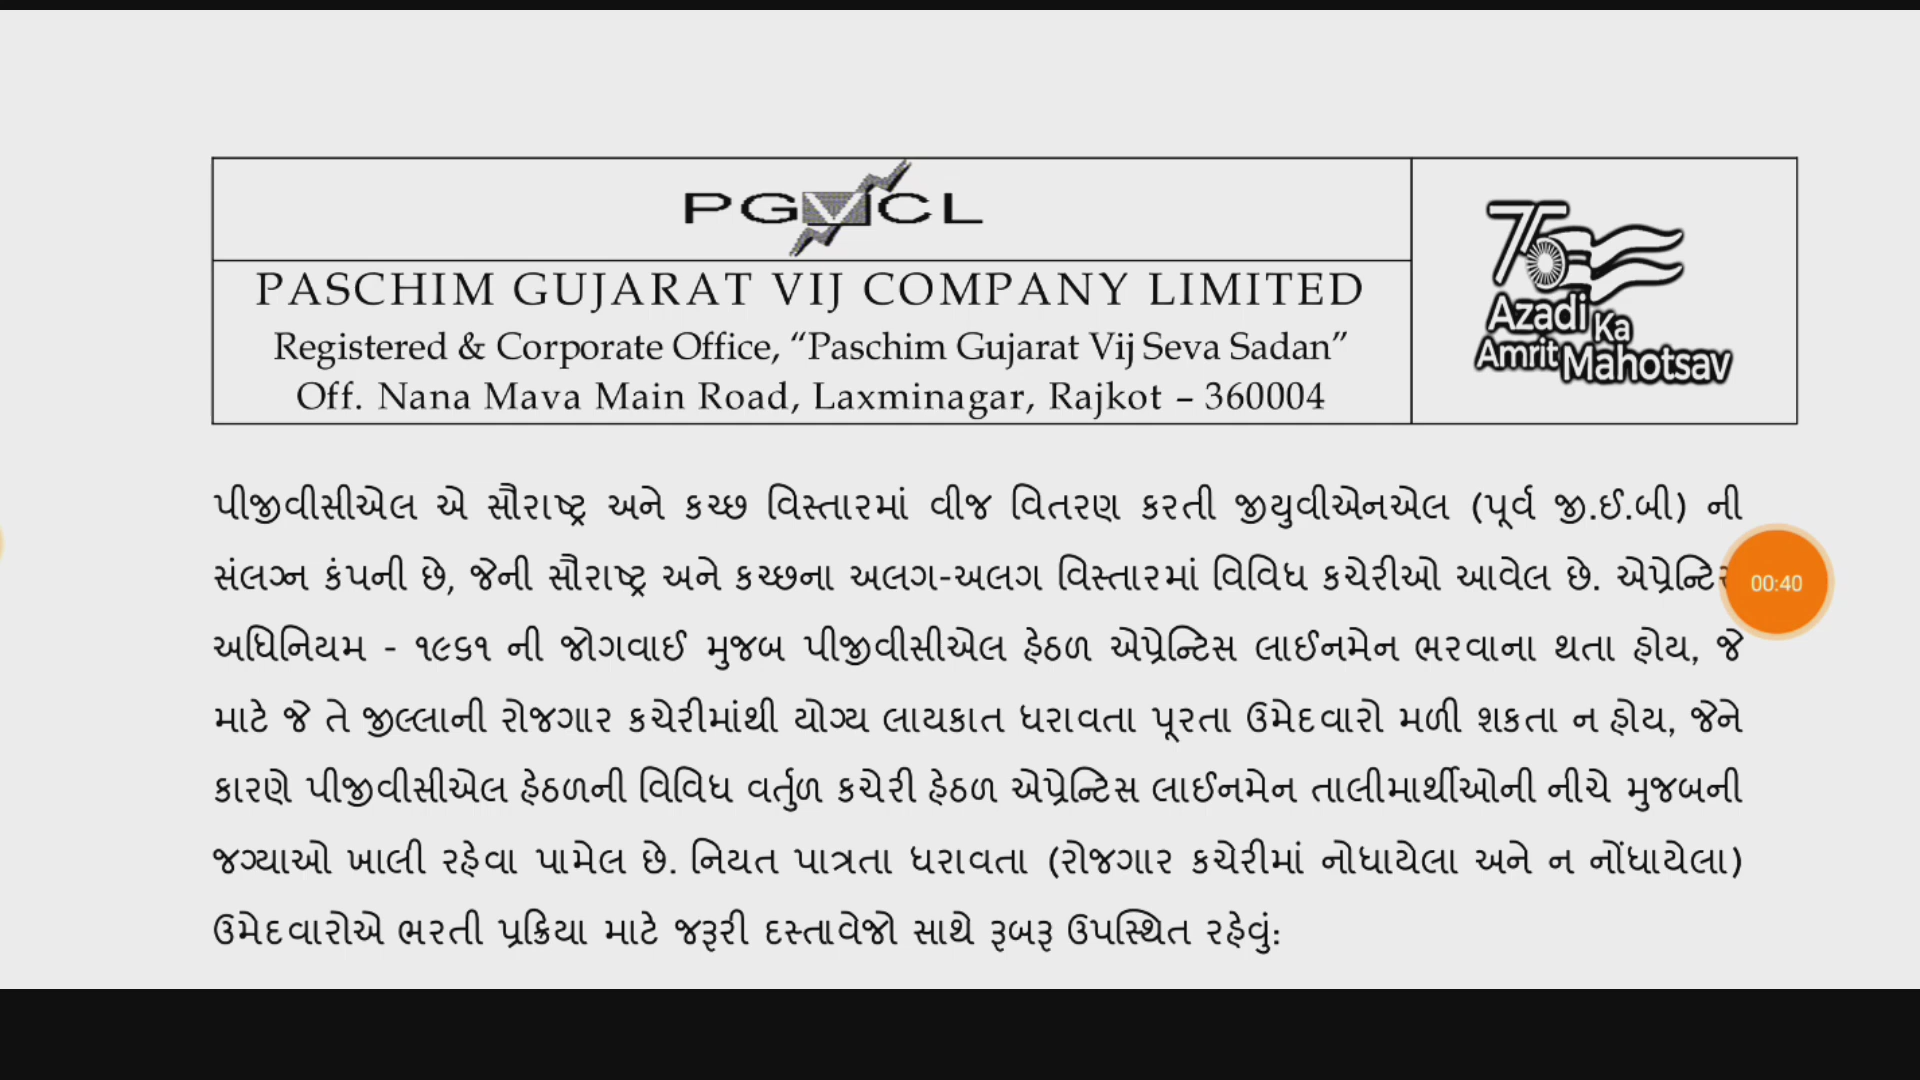 PGVCL
PASCHIM GUJARAT VIJ COMPANY LIMITED
Registered & Corporate Office, “Paschim Gujarat Vij Seva Sadan”
Off. Nana Mava Main Road, Laxminagar, Rajkot – 360004
75
Azadi Ka
Amrit Mahotsav
પીજીવીસીએલ એ સૌરાષ્ટ્ર અને કચ્છ વિસ્તારમાં વીજ વિતરણ કરતી જીયુવીએનએલ (પૂર્વ જી.ઈ.બી) ની
સંલગ્ન કંપની છે, જેની સૌરાષ્ટ્ર અને કચ્છના અલગ-અલગ વિસ્તારમાં વિવિધ કચેરીઓ આવેલ છે.
00:40
અધિનિયમ - ૧૯૬૧ ની જોગવાઈ મુજબ પીજીવીસીએલ હેઠળ એપ્રેન્ટિસ લાઈનમેન ભરવાના થતા હોય, જે
માટે જે તે જીલ્લાની રોજગાર કચેરીમાંથી યોગ્ય લાયકાત ધરાવતા પૂરતા ઉમેદવારો મળી શકતા ન હોય, જેને
કારણે પીજીવીસીએલ હેઠળની વિવિધ વર્તુળ કચેરી હેઠળ એપ્રેન્ટિસ લાઈનમેન તાલીમાર્થીઓની નીચે મુજબની
જગ્યાઓ ખાલી રહેવા પામેલ છે. નિયત પાત્રતા ધરાવતા (રોજગાર કચેરીમાં નોધાયેલા અને ન નોંધાયેલા)
ઉમેદવારોએ ભરતી પ્રક્રિયા માટે જરૂરી દસ્તાવેજો સાથે રૂબરૂ ઉપસ્થિત રહેવું: